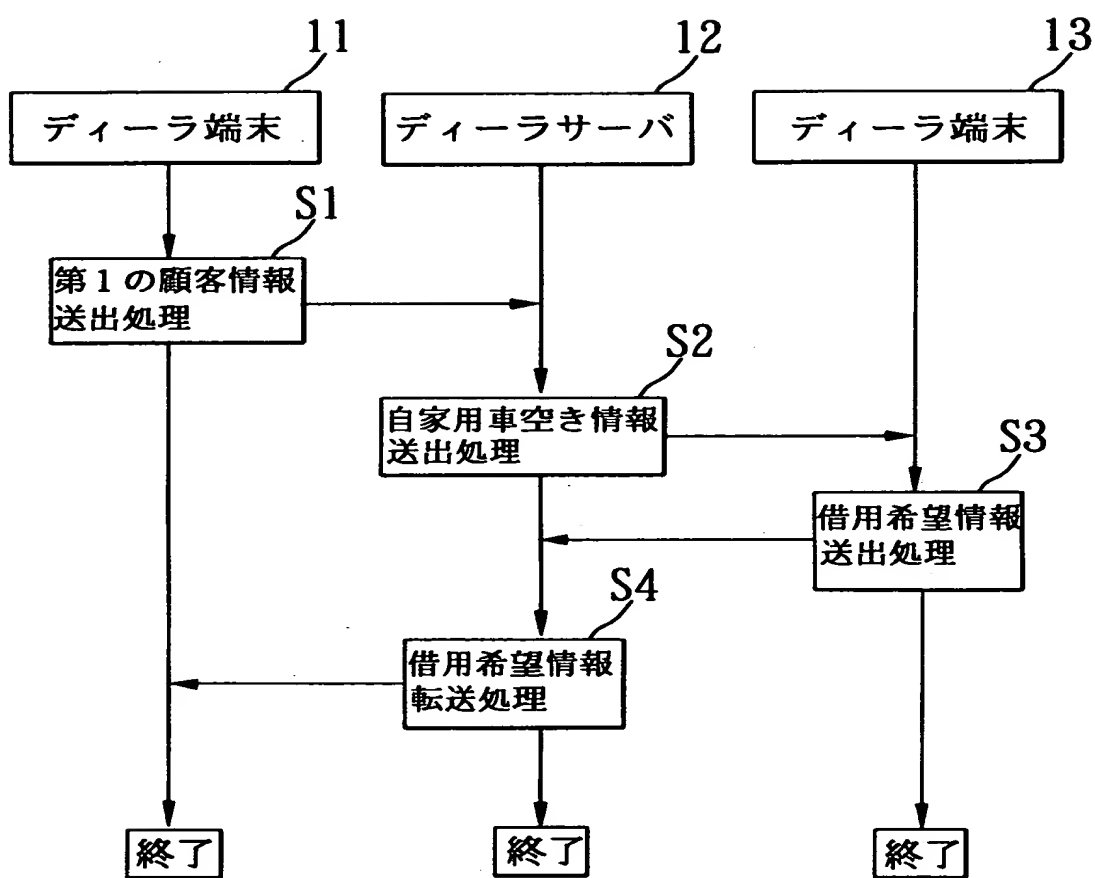 11
12
13
ディーラ端末
ディーラサーバ
ディーラ端末
S1
第1の顧客情報
送出処理
S2
自家用車空き情報
送出処理
S3
借用希望情報
送出処理
S4
借用希望情報
転送処理
終了
終了
終了